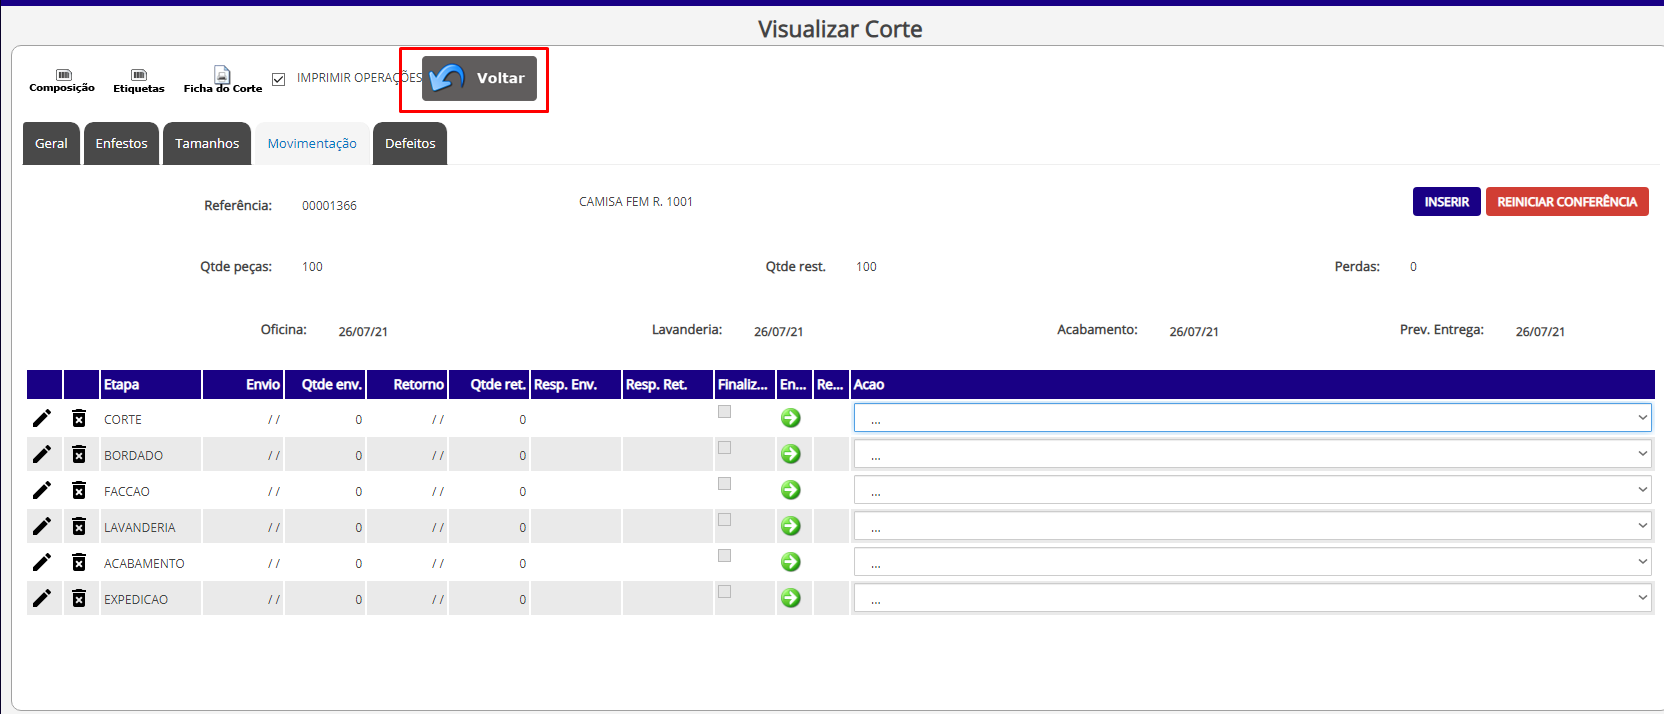 Visualizar Corte
Composição Etiquetas Ficha do Corte IMPRIMIR OPERAÇÕES Voltar
Geral Enfestos Tamanhos Movimentação Defeitos
Referência: 00001366 CAMISA FEM R. 1001 INSERIR REINICIAR CONFERÊNCIA
Qtde peças: 100 Qtde rest. 100 Perdas: 0
Oficina: 26/07/21 Lavanderia: 26/07/21 Acabamento: 26/07/21 Prev. Entrega: 26/07/21
Etapa Envio Qtde env. Retorno Qtde ret. Resp. Env. Resp. Ret. Finaliz... En... Re... Acao
CORTE / / 0 / / 0 ...
BORDADO / / 0 / / 0 ...
FACCAO / / 0 / / 0 ...
LAVANDERIA / / 0 / / 0 ...
ACABAMENTO / / 0 / / 0 ...
EXPEDICAO / / 0 / / 0 ...